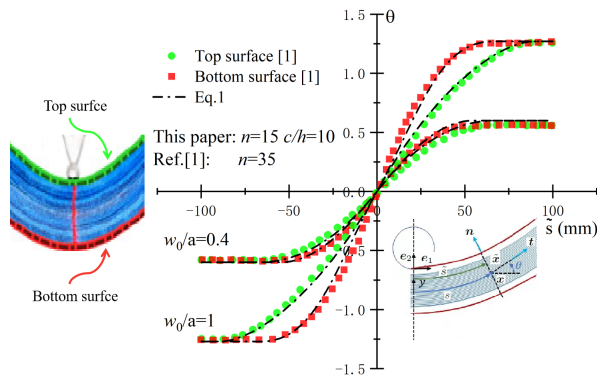 Top surfce
Bottom surfce
Top surface [1]
Bottom surface [1]
Eq.1
This paper: n=15 c/h=10
Ref.[1]: n=35
w₀/a=0.4
w₀/a=1
θ
1.5
1.0
0.5
0.0
-0.5
-1.0
-1.5
-100
-50
0
50
100
s (mm)
n
t
e₂
e₁
s̃
x̃
θ
y
s
x